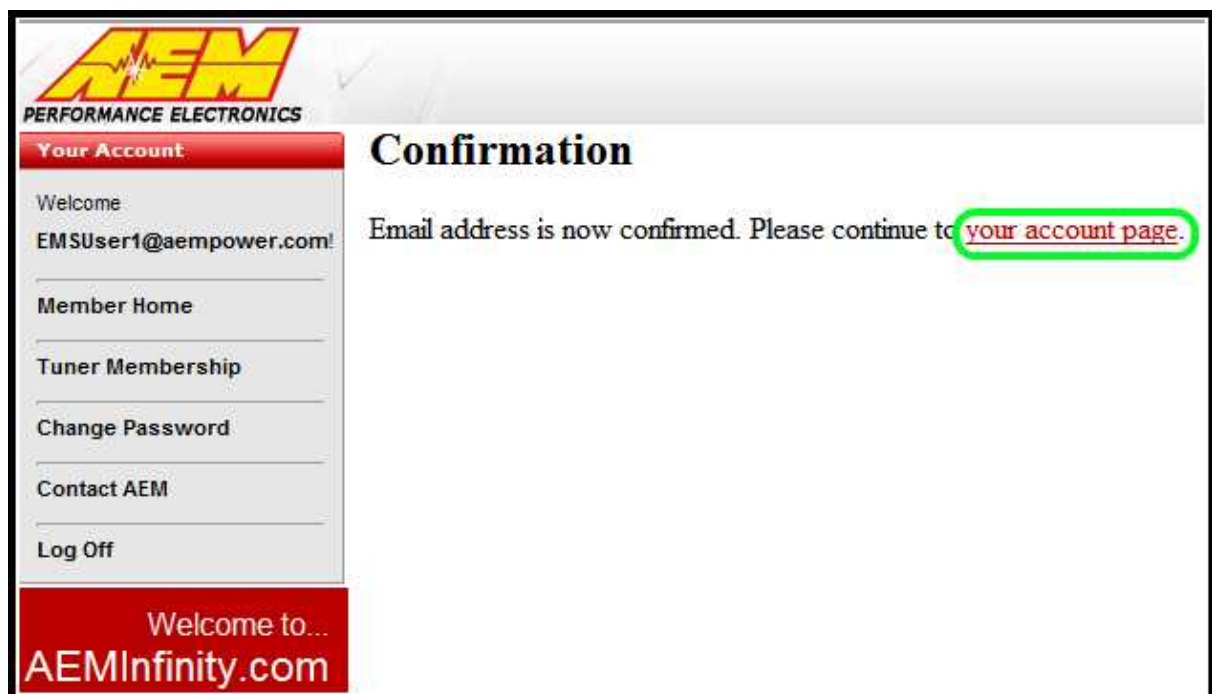 AEM
PERFORMANCE ELECTRONICS
Your Account
Welcome
EMSUser1@aempower.com!
Member Home
Tuner Membership
Change Password
Contact AEM
Log Off
Welcome to...
AEMInfinity.com
Confirmation
Email address is now confirmed. Please continue to your account page.